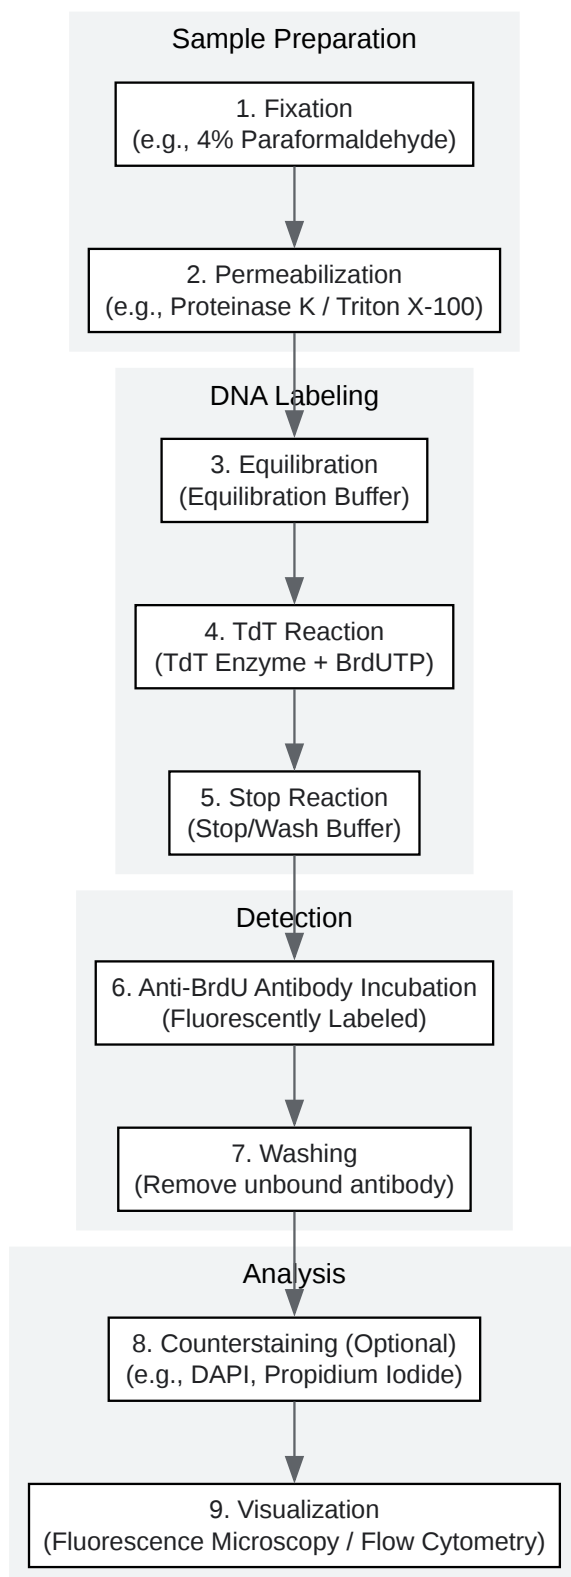 Sample Preparation
1. Fixation
(e.g., 4% Paraformaldehyde)
2. Permeabilization
(e.g., Proteinase K / Triton X-100)
DNA Labeling
3. Equilibration
(Equilibration Buffer)
4. TdT Reaction
(TdT Enzyme + BrdUTP)
5. Stop Reaction
(Stop/Wash Buffer)
Detection
6. Anti-BrdU Antibody Incubation
(Fluorescently Labeled)
7. Washing
(Remove unbound antibody)
Analysis
8. Counterstaining (Optional)
(e.g., DAPI, Propidium Iodide)
9. Visualization
(Fluorescence Microscopy / Flow Cytometry)